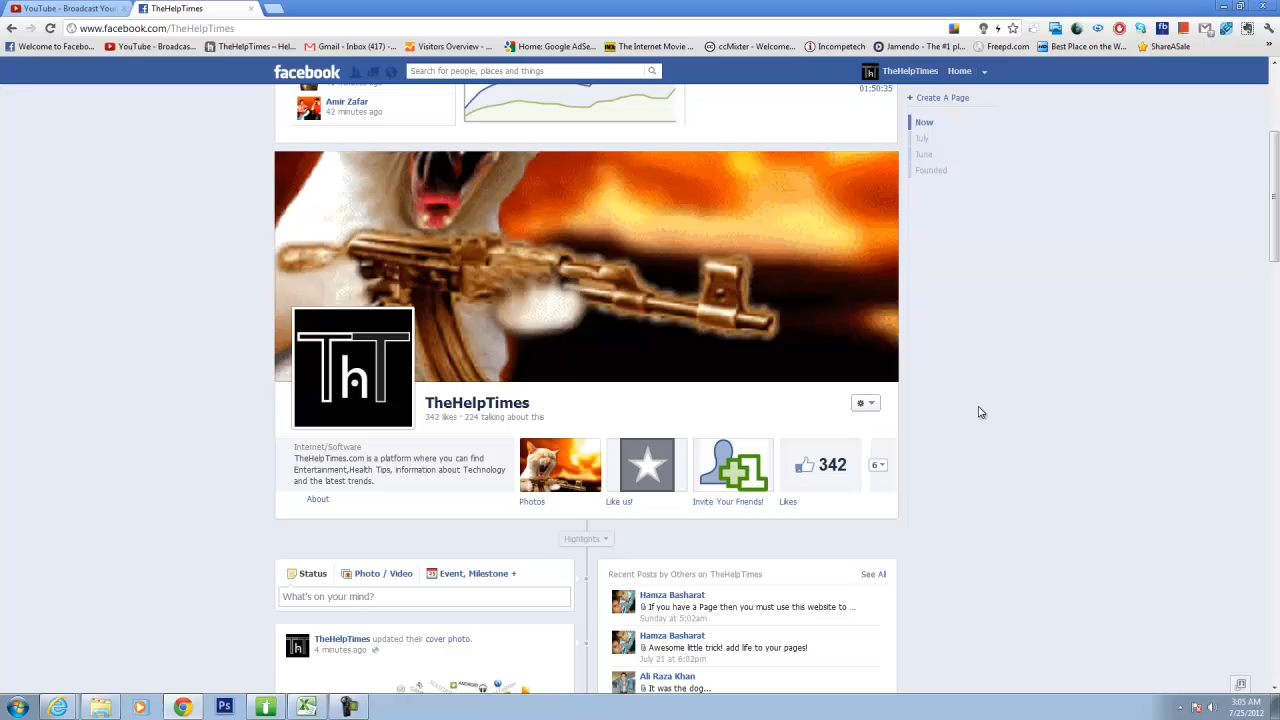 YouTube - Broadcast Your
TheHelpTimes
www.facebook.com/TheHelpTimes
Welcome to Facebo...
YouTube - Broadcas...
TheHelpTimes – Hel...
Gmail - Inbox (417) -...
Visitors Overview - ...
Home: Google AdSe...
The Internet Movie ...
ccMixter - Welcome...
Incompetech
Jamendo - The #1 pl...
Freepd.com
Best Place on the W...
ShareASale
facebook
Search for people, places and things
TheHelpTimes
Home
Amir Zafar
42 minutes ago
01:50:35
+ Create A Page
Now
July
June
Founded
ThT
TheHelpTimes
342 likes · 224 talking about this
Internet/Software
TheHelpTimes.com is a platform where you can find
Entertainment,Health Tips, information about Technology
and the latest trends.
About
Photos
Like us!
+1
Invite Your Friends!
342
Likes
6
Highlights
Status
Photo / Video
Event, Milestone +
What's on your mind?
TheHelpTimes updated their cover photo.
4 minutes ago
ANDROID
Recent Posts by Others on TheHelpTimes
See All
Hamza Basharat
If you have a Page then you must use this website to ...
Sunday at 5:02am
Hamza Basharat
Awesome little trick! add life to your pages!
July 21 at 6:02pm
Ali Raza Khan
It was the dog...
Ps
3:05 AM
7/25/2012